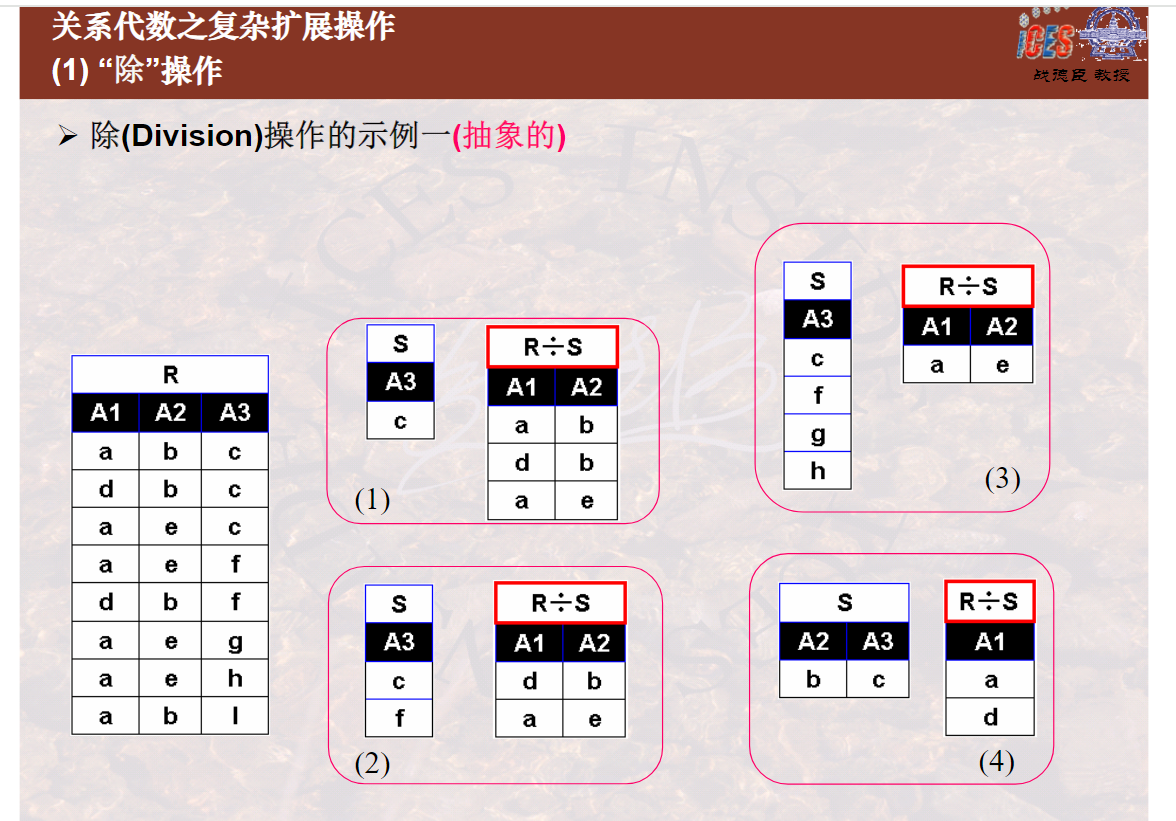 关系代数之复杂扩展操作
(1) “除”操作
iCES
战德臣 教授
➢ 除(Division)操作的示例一(抽象的)
R
A1 A2 A3
a b c
d b c
a e c
a e f
d b f
a e g
a e h
a b I
S
A3
c
R÷S
A1 A2
a b
d b
a e
(1)
S
A3
c
f
R÷S
A1 A2
d b
a e
(2)
S
A3
c
f
g
h
R÷S
A1 A2
a e
(3)
S
A2 A3
b c
R÷S
A1
a
d
(4)